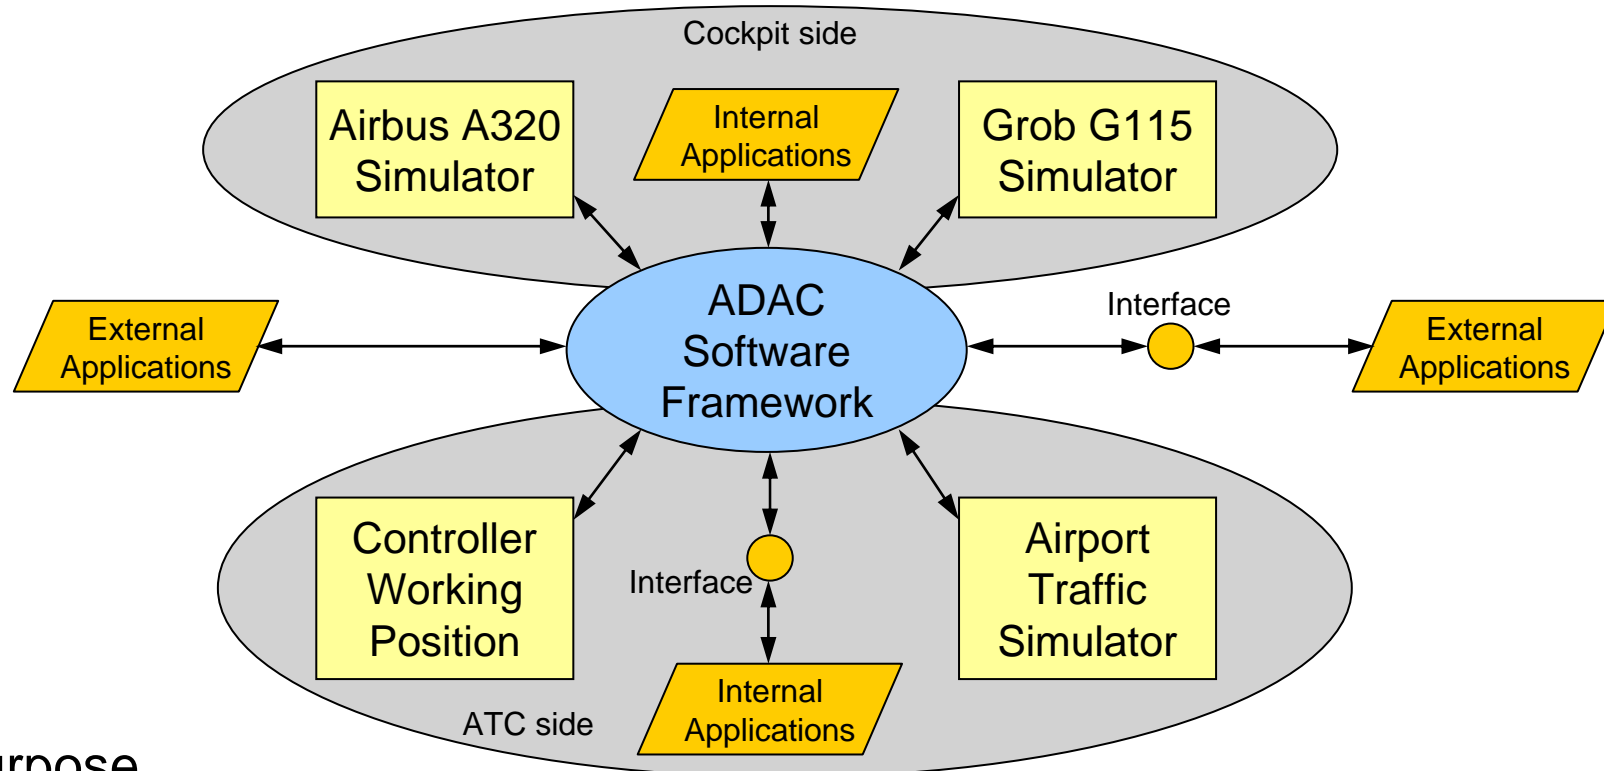 Cockpit side
Airbus A320
Simulator
Internal
Applications
Grob G115
Simulator
External
Applications
ADAC
Software
Framework
Interface
External
Applications
Controller
Working
Position
Interface
Airport
Traffic
Simulator
Internal
Applications
ATC side